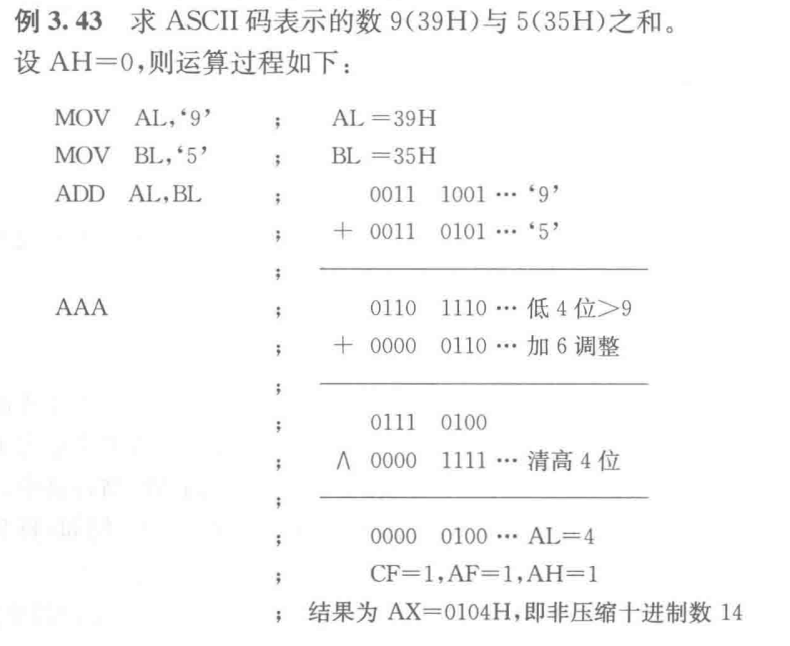 例 3.43 求 ASCII 码表示的数 9(39H)与 5(35H)之和。
设 AH=0,则运算过程如下:
MOV AL,‘9’ ; AL =39H
MOV BL,‘5’ ; BL =35H
ADD AL,BL ; 0011 1001 … ‘9’
; + 0011 0101 … ‘5’
;
AAA ; 0110 1110 … 低 4 位>9
; + 0000 0110 … 加 6 调整
;
; 0111 0100
; ∧ 0000 1111 … 清高 4 位
;
; 0000 0100 … AL=4
; CF=1,AF=1,AH=1
; 结果为 AX=0104H,即非压缩十进制数 14